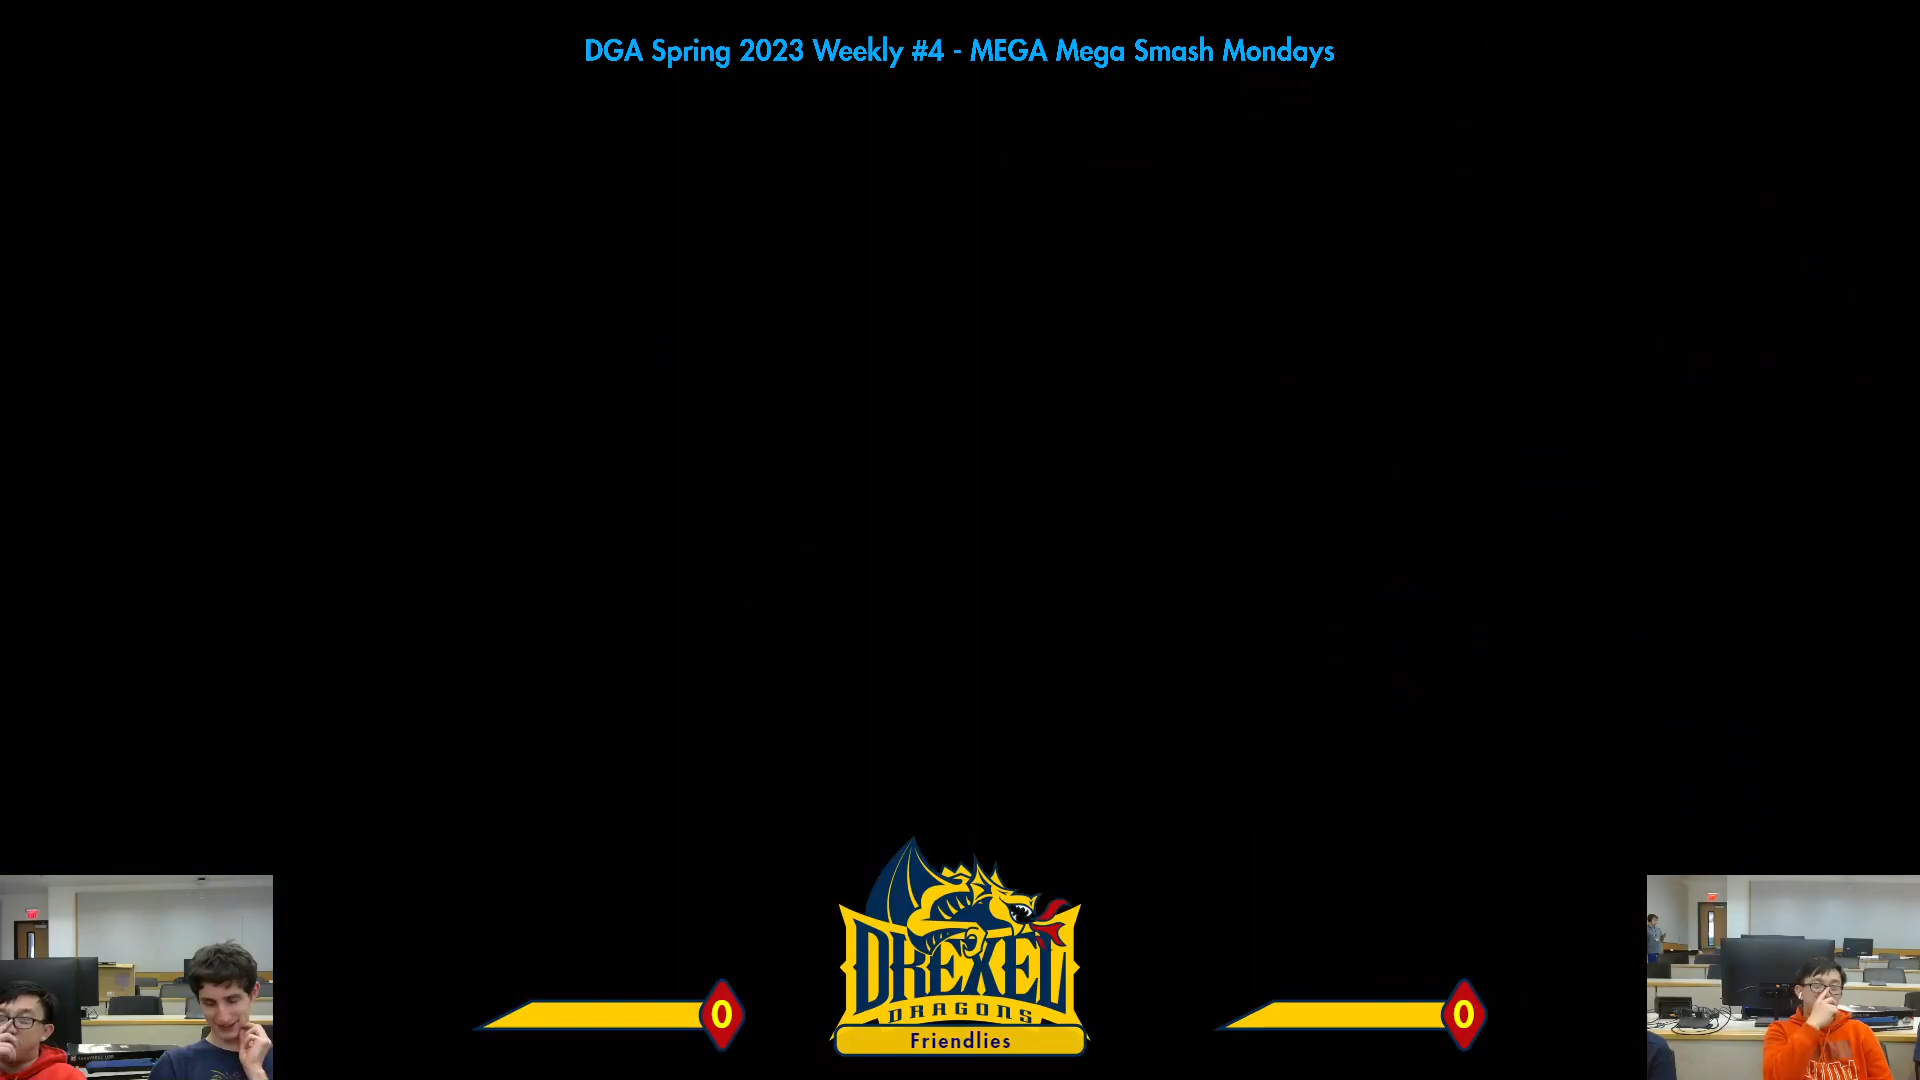 DGA Spring 2023 Weekly #4 - MEGA Mega Smash Mondays
DREXEL
DRAGONS
Friendlies
0
0